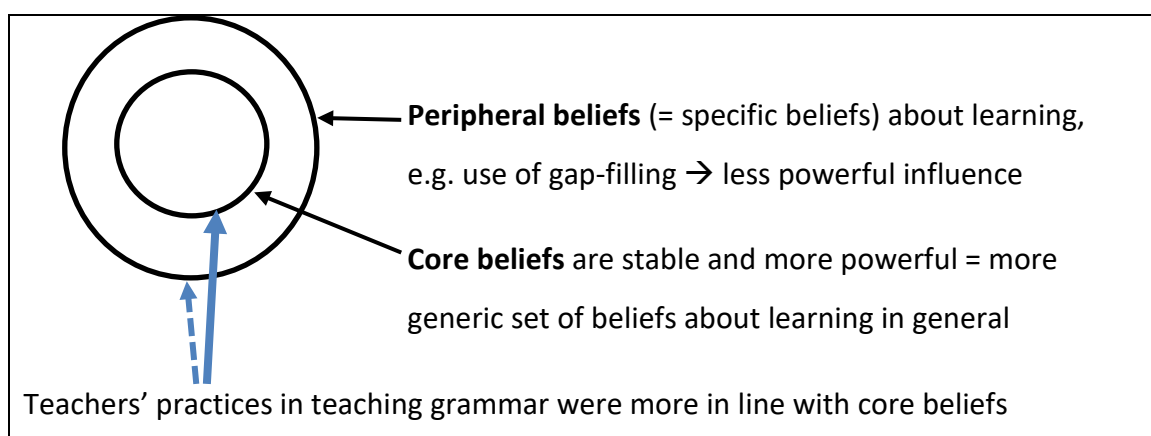 Peripheral beliefs (= specific beliefs) about learning,
e.g. use of gap-filling → less powerful influence
Core beliefs are stable and more powerful = more
generic set of beliefs about learning in general
Teachers’ practices in teaching grammar were more in line with core beliefs